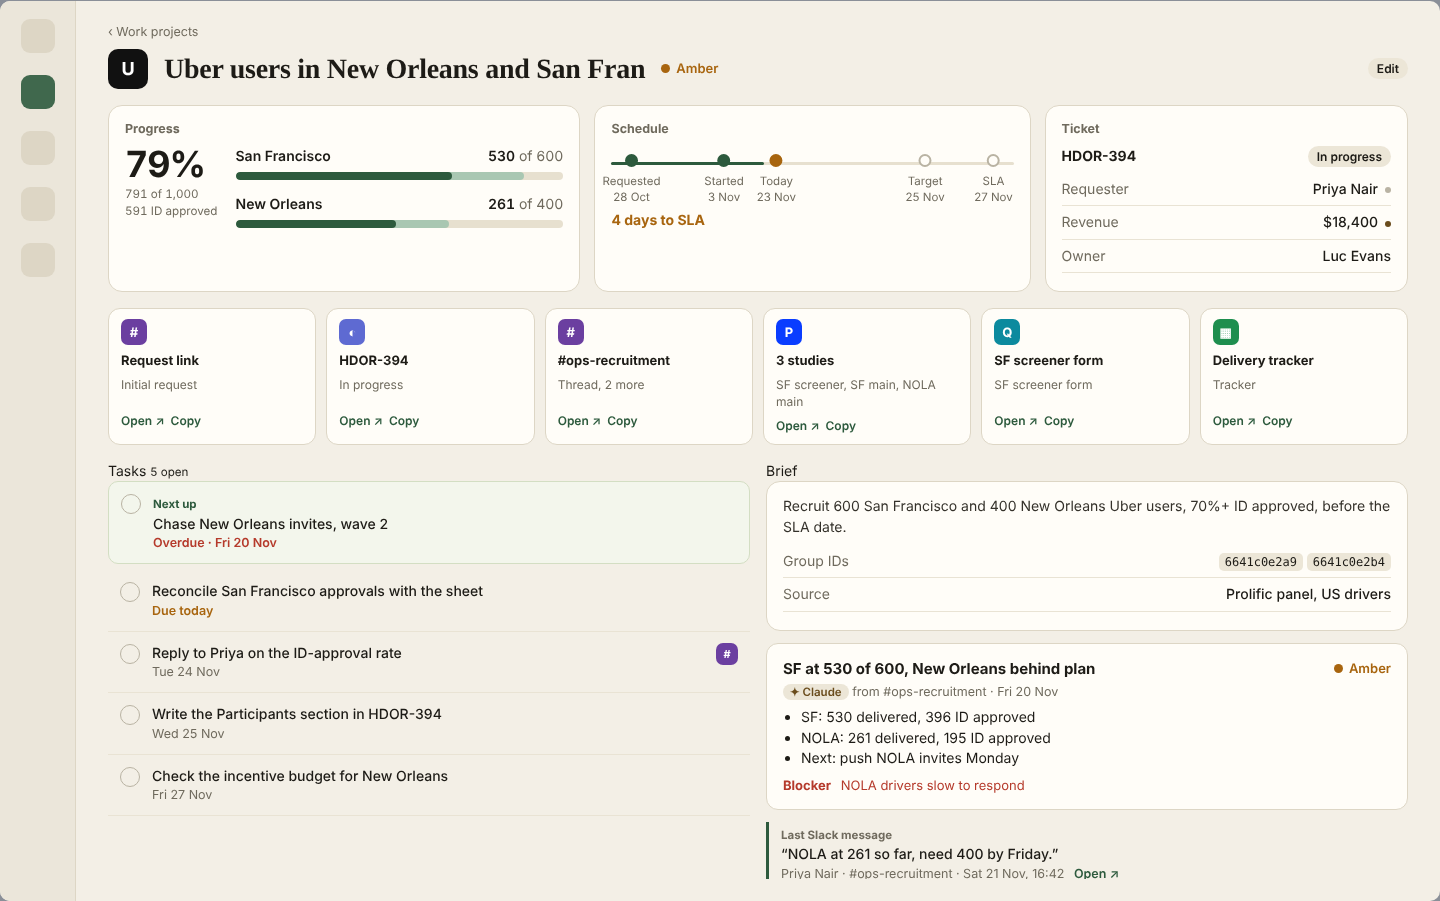 ‹ Work projects
U
Uber users in New Orleans and San Fran
Amber
Edit
Progress
79%
791 of 1,000
591 ID approved
San Francisco 530 of 600
New Orleans 261 of 400
Schedule
Requested Started Today Target SLA
28 Oct 3 Nov 23 Nov 25 Nov 27 Nov
4 days to SLA
Ticket
HDOR-394 In progress
Requester Priya Nair
Revenue $18,400
Owner Luc Evans
#
Request link
Initial request
Open ↗ Copy
HDOR-394
In progress
Open ↗ Copy
#
#ops-recruitment
Thread, 2 more
Open ↗ Copy
P
3 studies
SF screener, SF main, NOLA
main
Open ↗ Copy
Q
SF screener form
SF screener form
Open ↗ Copy
Delivery tracker
Tracker
Open ↗ Copy
Tasks 5 open
Next up
Chase New Orleans invites, wave 2
Overdue · Fri 20 Nov
Reconcile San Francisco approvals with the sheet
Due today
Reply to Priya on the ID-approval rate
#
Tue 24 Nov
Write the Participants section in HDOR-394
Wed 25 Nov
Check the incentive budget for New Orleans
Fri 27 Nov
Brief
Recruit 600 San Francisco and 400 New Orleans Uber users, 70%+ ID approved, before the
SLA date.
Group IDs 6641c0e2a9 6641c0e2b4
Source Prolific panel, US drivers
SF at 530 of 600, New Orleans behind plan
Amber
✦ Claude from #ops-recruitment · Fri 20 Nov
• SF: 530 delivered, 396 ID approved
• NOLA: 261 delivered, 195 ID approved
• Next: push NOLA invites Monday
Blocker NOLA drivers slow to respond
Last Slack message
“NOLA at 261 so far, need 400 by Friday.”
Priya Nair · #ops-recruitment · Sat 21 Nov, 16:42 Open ↗